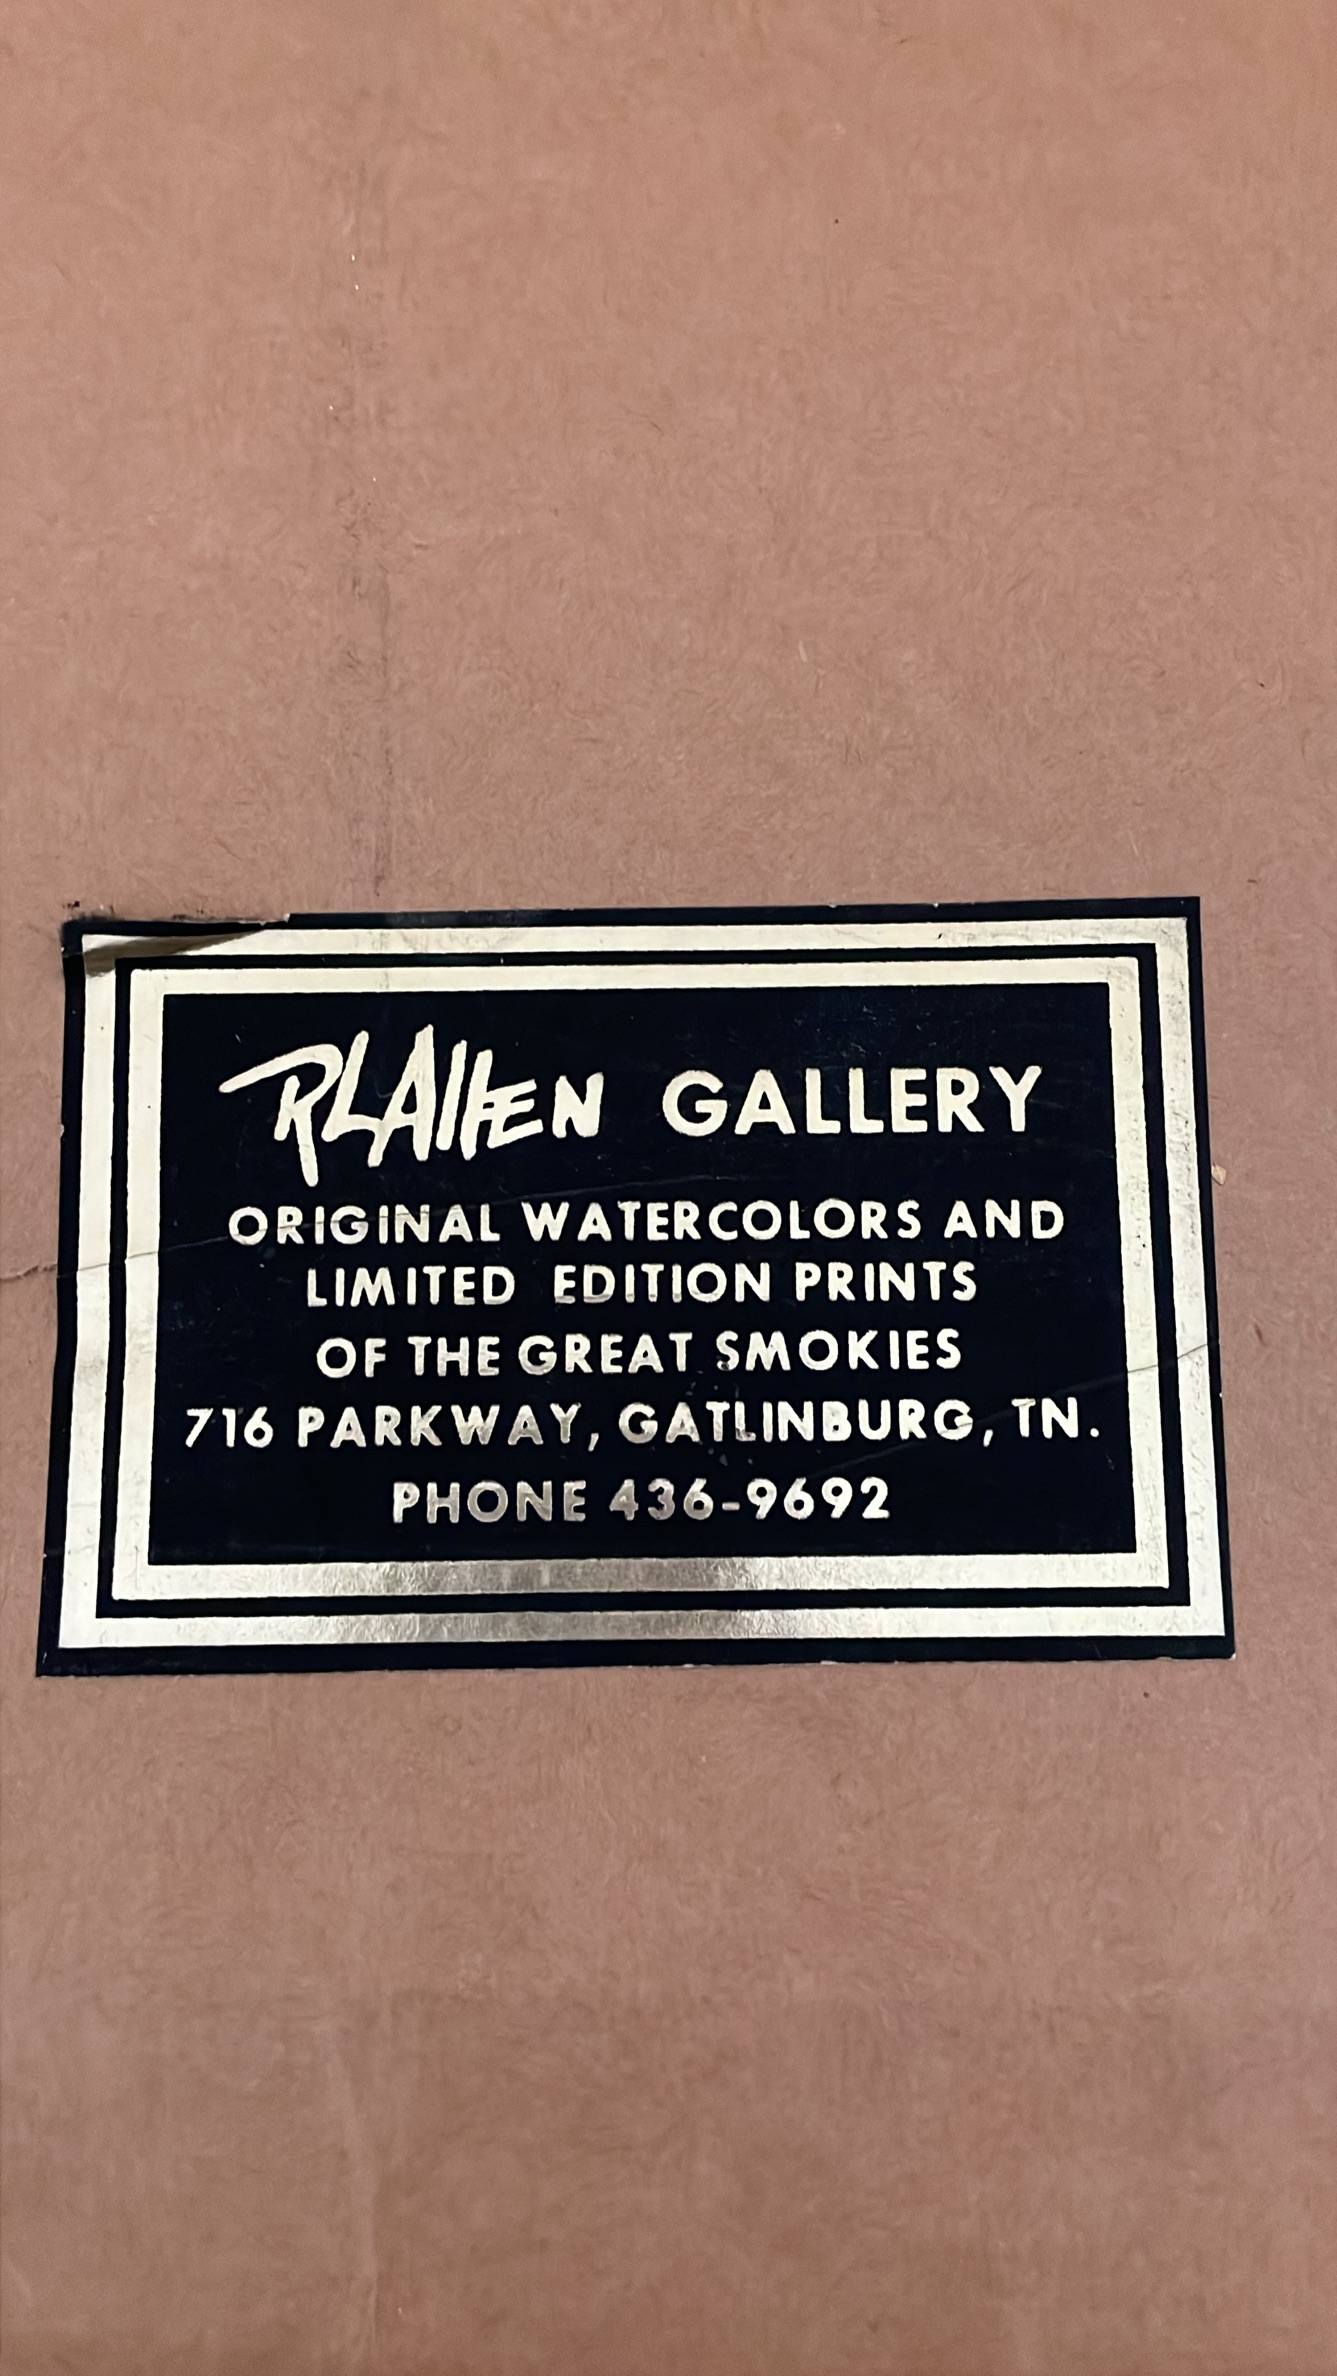 RLAllEN GALLERY
ORIGINAL WATERCOLORS AND
LIMITED EDITION PRINTS
OF THE GREAT SMOKIES
716 PARKWAY, GATLINBURG, TN.
PHONE 436-9692